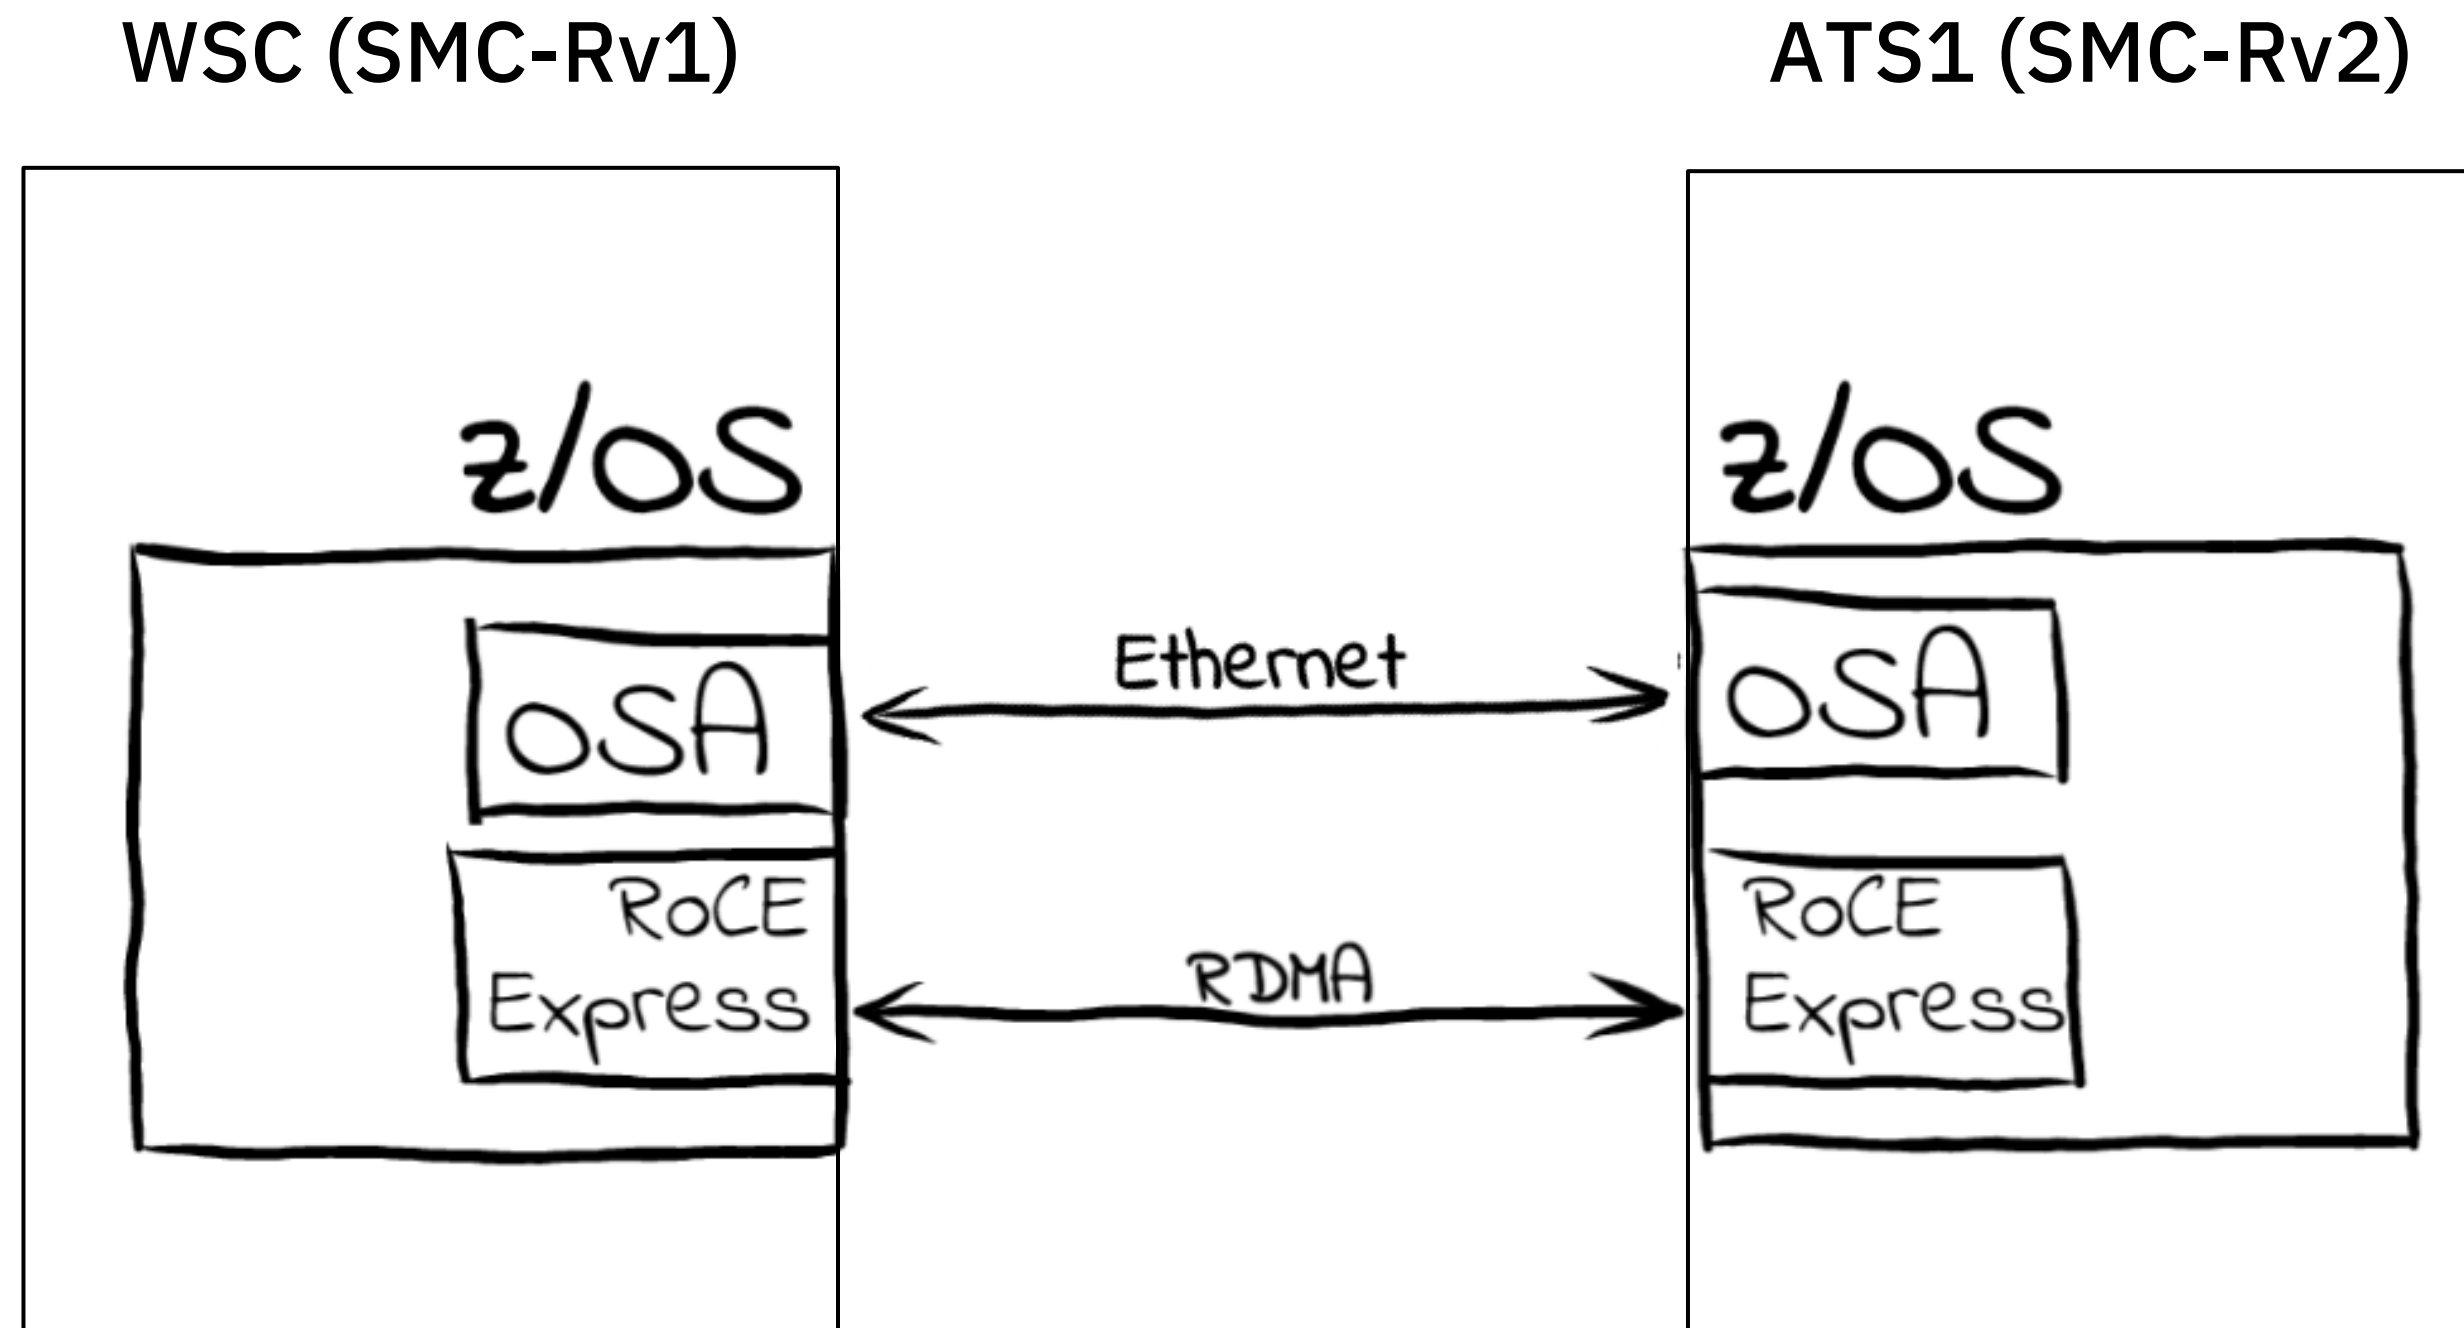 WSC (SMC-Rv1)
ATS1 (SMC-Rv2)
z/OS
z/OS
OSA
Ethernet
OSA
RoCE
Express
RDMA
RoCE
Express